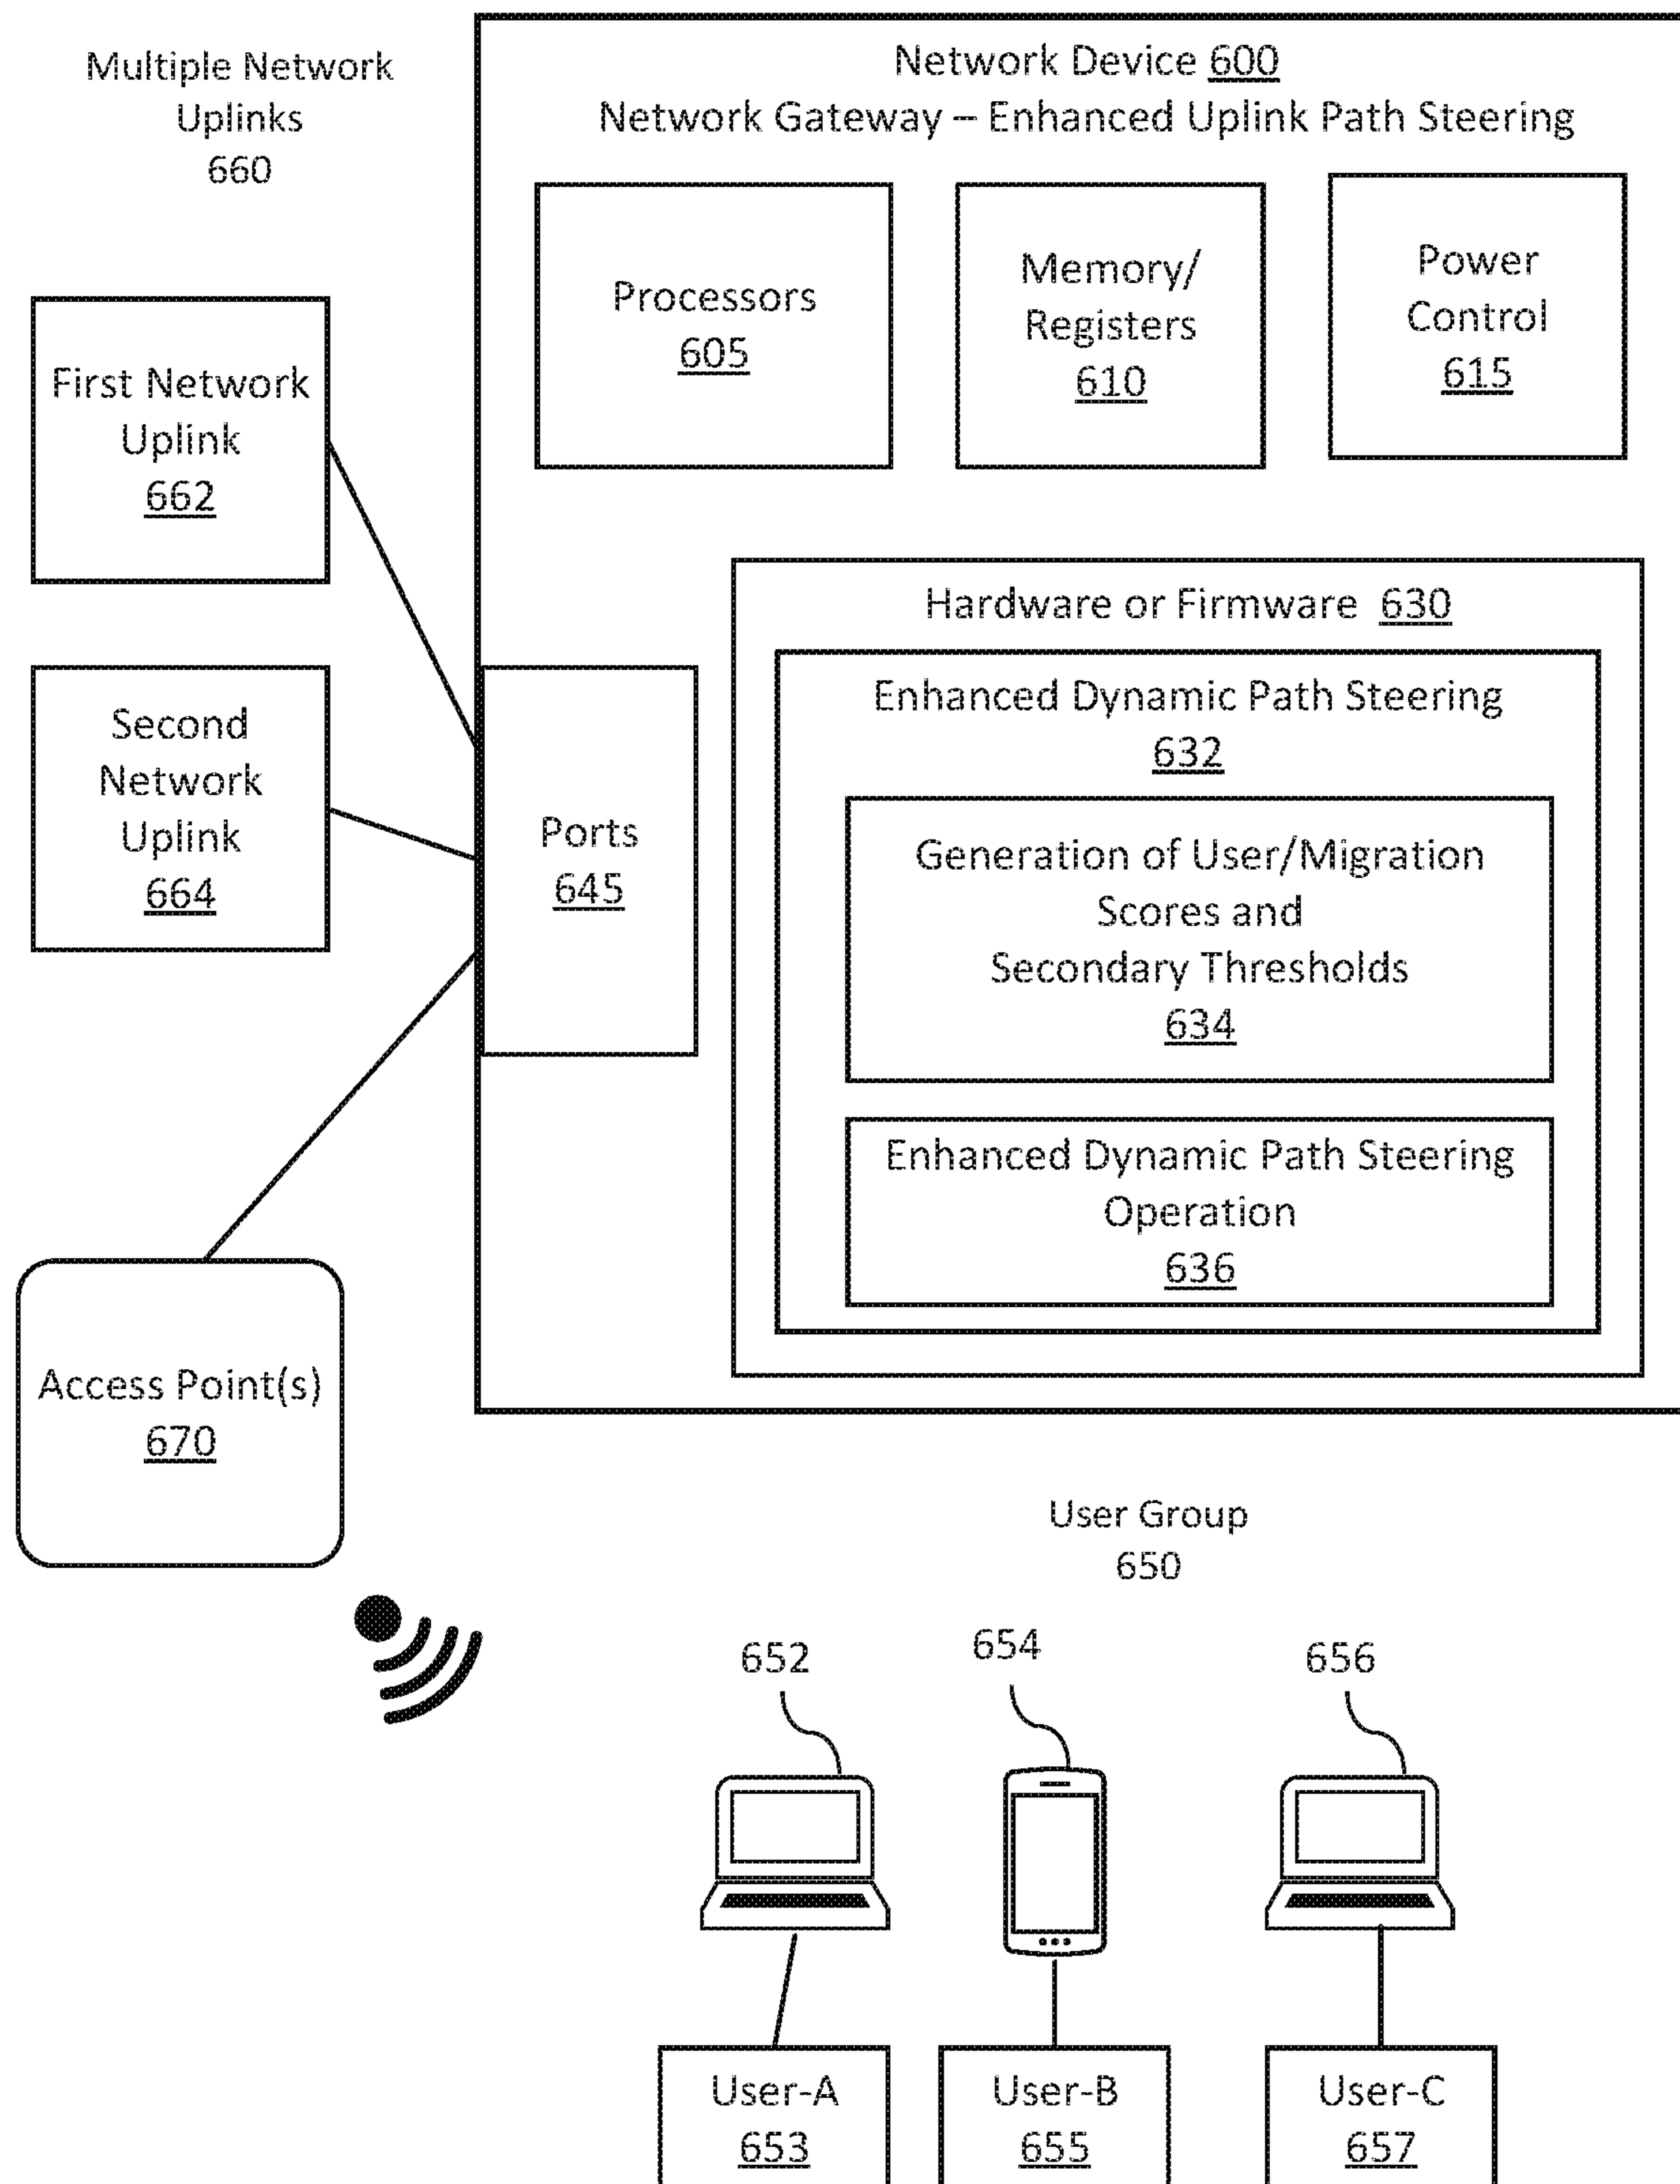 Multiple Network
Uplinks
660
Network Device 600
Network Gateway – Enhanced Uplink Path Steering
Processors
605
Memory/
Registers
610
Power
Control
615
First Network
Uplink
662
Second
Network
Uplink
664
Ports
645
Hardware or Firmware 630
Enhanced Dynamic Path Steering
632
Generation of User/Migration
Scores and
Secondary Thresholds
634
Enhanced Dynamic Path Steering
Operation
636
Access Point(s)
670
User Group
650
652
654
656
User-A
653
User-B
655
User-C
657